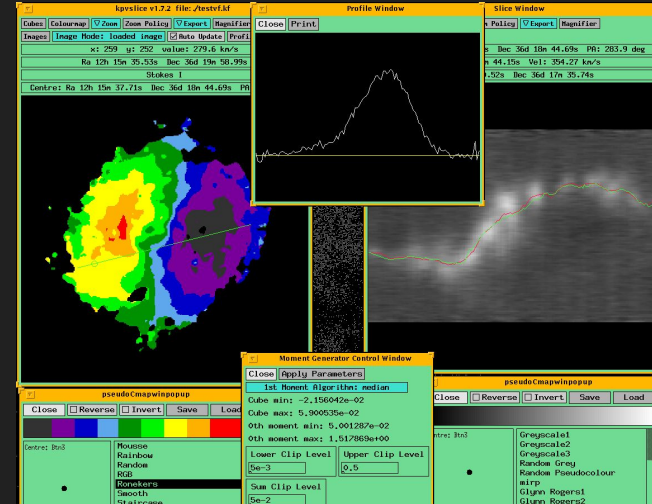 kpvslice v1.7.2 file: ./testvf.kf
Cubes Colourmap Zoom Zoom Policy Export Magnifier
Images Image Mode: loaded image Auto Update
x: 259 y: 252 value: 279.6 km/s
Ra 12h 15m 35.53s Dec 36d 19m 58.99s
Stokes I
Centre: Ra 12h 15m 37.71s Dec 36d 18m 44.69s PA
Profile Window
Close Print
Slice Window
Policy Export Magnifier
Dec 36d 18m 44.69s PA: 283.9 deg
44.15s Vel: 354.27 km/s
.52s Dec 36d 17m 35.74s
Moment Generator Control Window
Close Apply Parameters
1st Moment Algorithm: median
Cube min: -2.156042e-02
Cube max: 5.900535e-02
0th moment min: 5.001287e-02
0th moment max: 1.517869e+00
Lower Clip Level Upper Clip Level
5e-3 0.5
Sum Clip Level
5e-2
pseudoCmapwinpopup
Close Reverse Invert Save Load
Centre: Btn3
Mousse
Rainbow
Random
RGB
Ronekers
Smooth
Staircase
pseudoCmapwinpopup
Close Reverse Invert Save Load
ntre: Btn3
Greyscale1
Greyscale2
Greyscale3
Random Grey
Random Pseudocolour
mirp
Glynn Rogers1
Glynn Rogers2